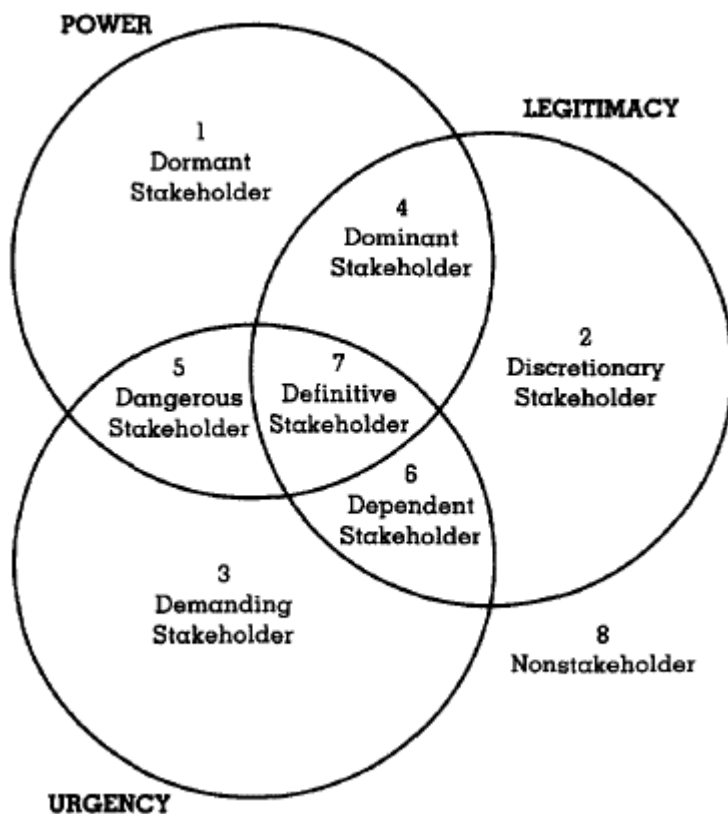 POWER
LEGITIMACY
1
Dormant
Stakeholder
4
Dominant
Stakeholder
2
Discretionary
Stakeholder
5
Dangerous
Stakeholder
7
Definitive
Stakeholder
6
Dependent
Stakeholder
3
Demanding
Stakeholder
8
Nonstakeholder
URGENCY